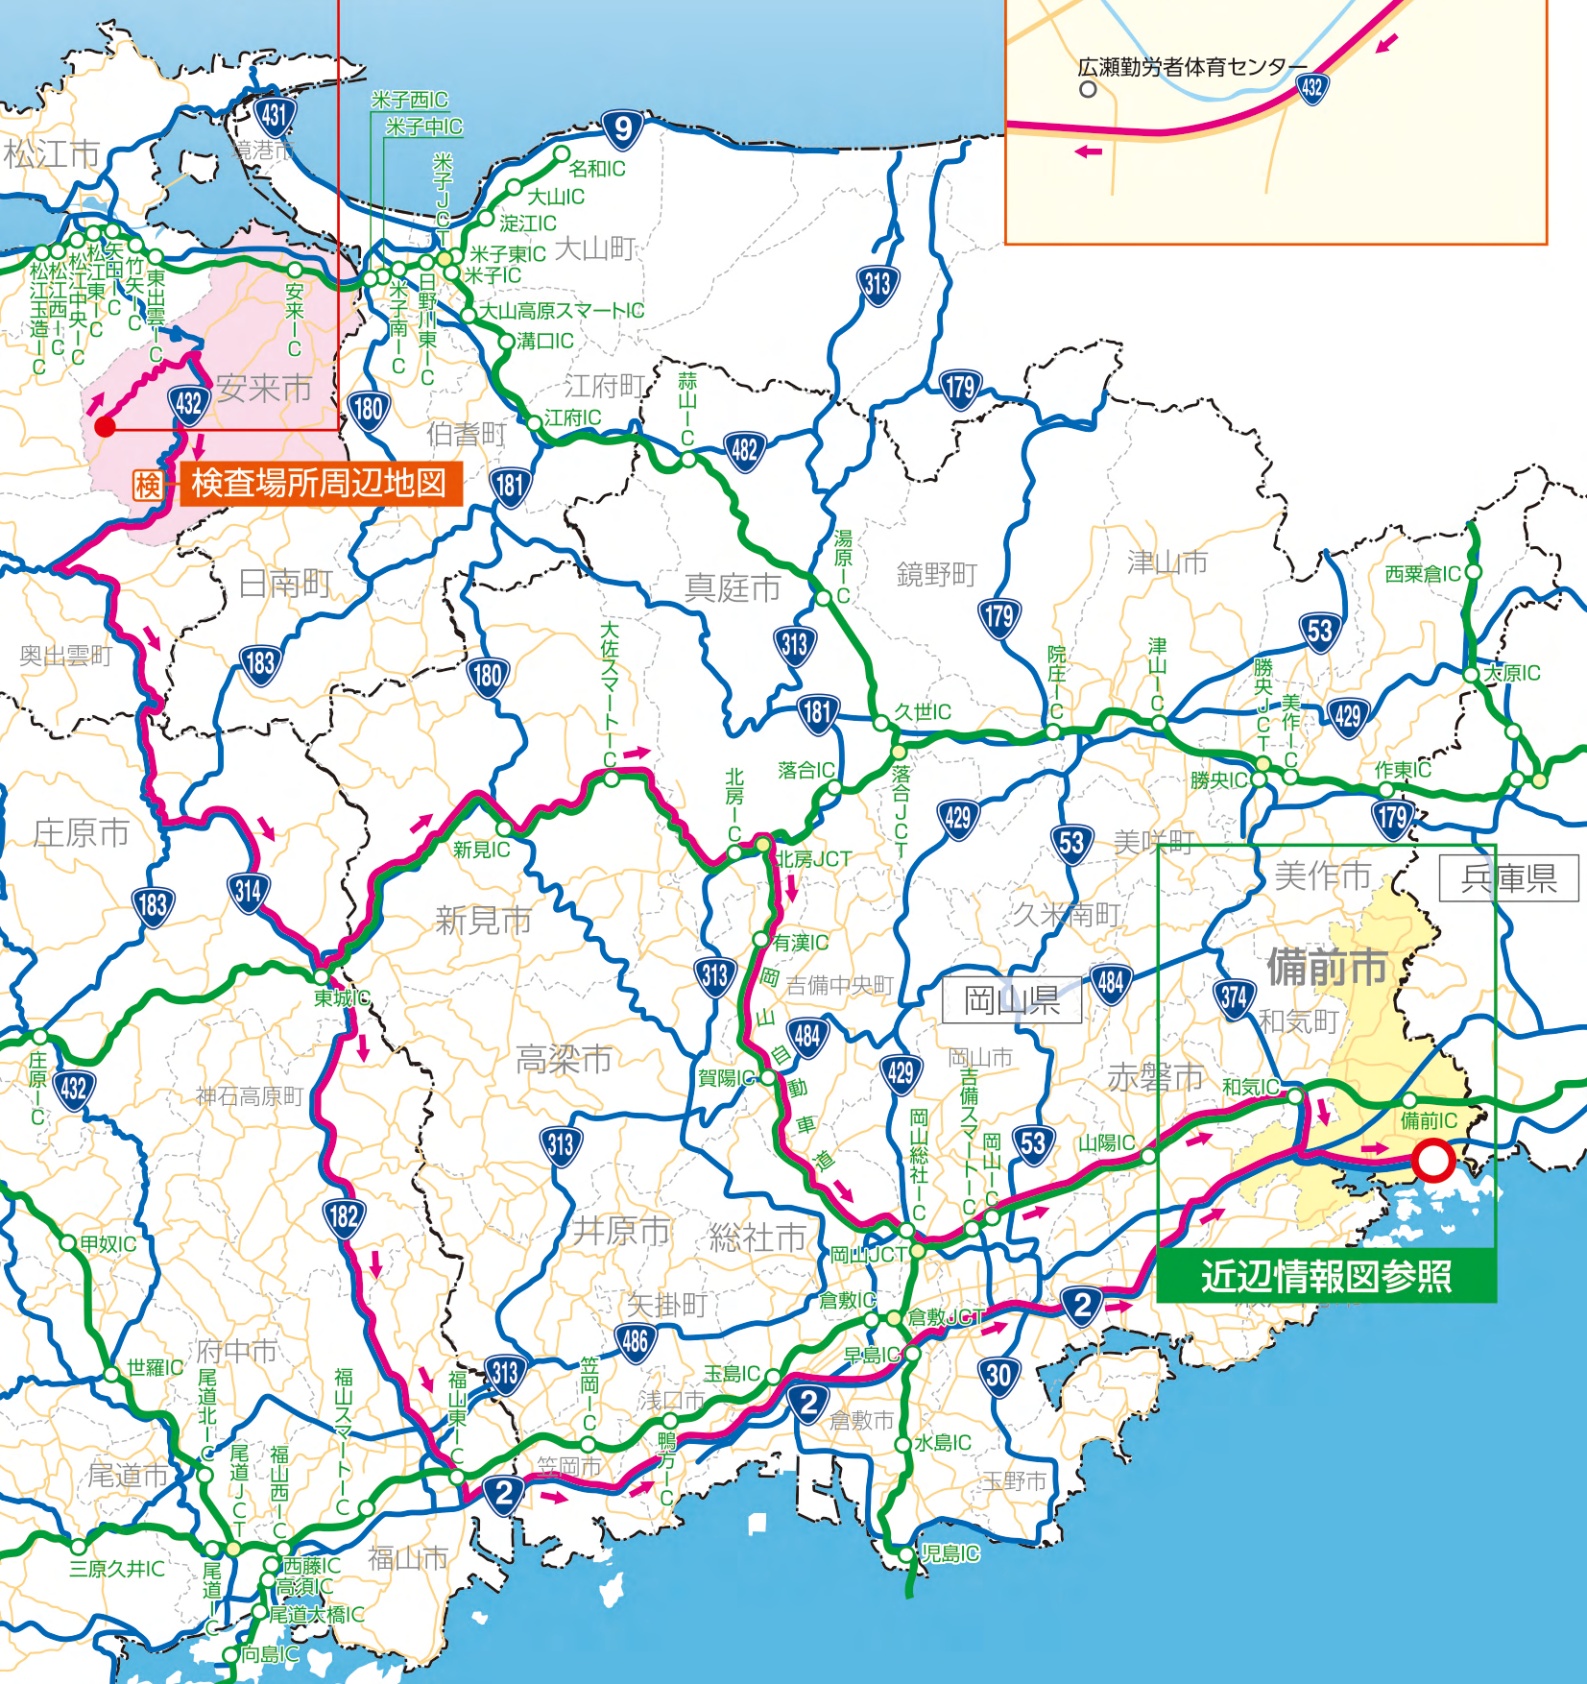 広瀬勤労者体育センター
432
米子西IC
米子中IC
431
9
松江市
境港市
米子JCT
名和IC
大山IC
淀江IC
大山町
米子東IC
米子IC
松江玉造IC
松江西IC
松江中央IC
松江東IC
矢田IC
竹矢IC
東出雲IC
安来IC
米子南IC
日野川東IC
大山高原スマートIC
溝口IC
313
安来市
432
180
江府町
蒜山IC
179
江府IC
伯耆町
482
検
検査場所周辺地図
181
湯原IC
日南町
真庭市
鏡野町
津山市
西粟倉IC
奥出雲町
183
180
大佐スマートIC
313
179
53
院庄IC
津山IC
勝央JCT
美作IC
大原IC
181
久世IC
429
北房IC
落合IC
落合JCT
勝央IC
作東IC
庄原市
新見IC
429
53
179
美咲町
北房JCT
美作市
兵庫県
183
314
新見市
久米南町
有漢IC
備前市
東城IC
313
岡山自動車道
吉備中央町
岡山県
484
374
和気町
庄原IC
484
432
神石高原町
高梁市
賀陽IC
429
岡山市
赤磐市
和気IC
備前IC
313
岡山総社IC
吉備スマートIC
岡山IC
53
山陽IC
182
甲奴IC
井原市
総社市
岡山JCT
近辺情報図参照
矢掛町
倉敷IC
倉敷JCT
2
府中市
486
早島IC
世羅IC
尾道北IC
福山スマートIC
福山東IC
313
笠岡IC
玉島IC
30
浅口市
2
倉敷市
尾道市
尾道JCT
福山西IC
笠岡市
鴨方IC
水島IC
玉野市
2
三原久井IC
尾道IC
西藤IC
高須IC
福山市
児島IC
尾道大橋IC
向島IC